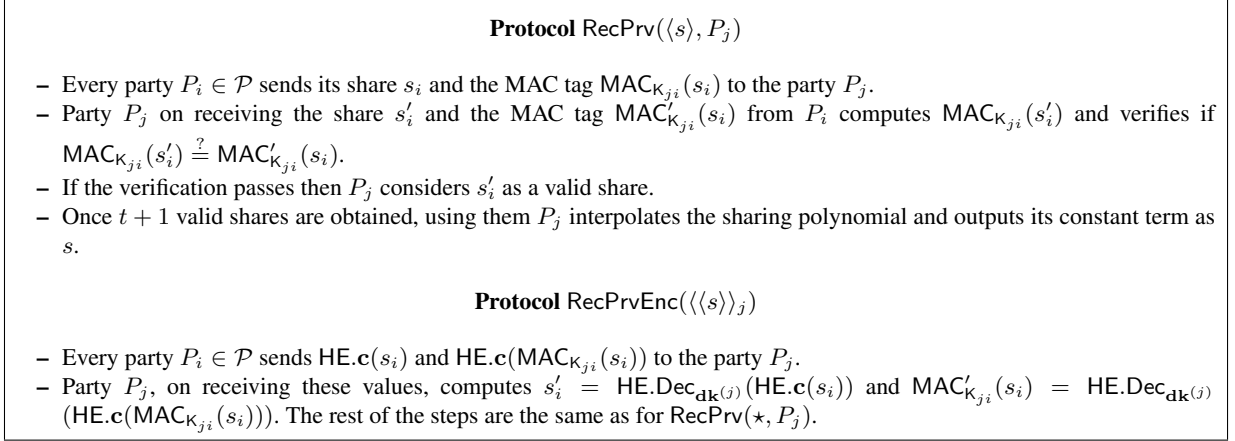 Protocol RecPrv(⟨s⟩, P_j)
– Every party P_i ∈ 𝒫 sends its share s_i and the MAC tag MAC_{K_{ji}}(s_i) to the party P_j.
– Party P_j on receiving the share s'_i and the MAC tag MAC'_{K_{ji}}(s_i) from P_i computes MAC_{K_{ji}}(s'_i) and verifies if
MAC_{K_{ji}}(s'_i) ≟ MAC'_{K_{ji}}(s_i).
– If the verification passes then P_j considers s'_i as a valid share.
– Once t + 1 valid shares are obtained, using them P_j interpolates the sharing polynomial and outputs its constant term as
s.
Protocol RecPrvEnc(⟨⟨s⟩⟩_j)
– Every party P_i ∈ 𝒫 sends HE.c(s_i) and HE.c(MAC_{K_{ji}}(s_i)) to the party P_j.
– Party P_j, on receiving these values, computes s'_i = HE.Dec_{dk^{(j)}}(HE.c(s_i)) and MAC'_{K_{ji}}(s_i) = HE.Dec_{dk^{(j)}}
(HE.c(MAC_{K_{ji}}(s_i))). The rest of the steps are the same as for RecPrv(⋆, P_j).